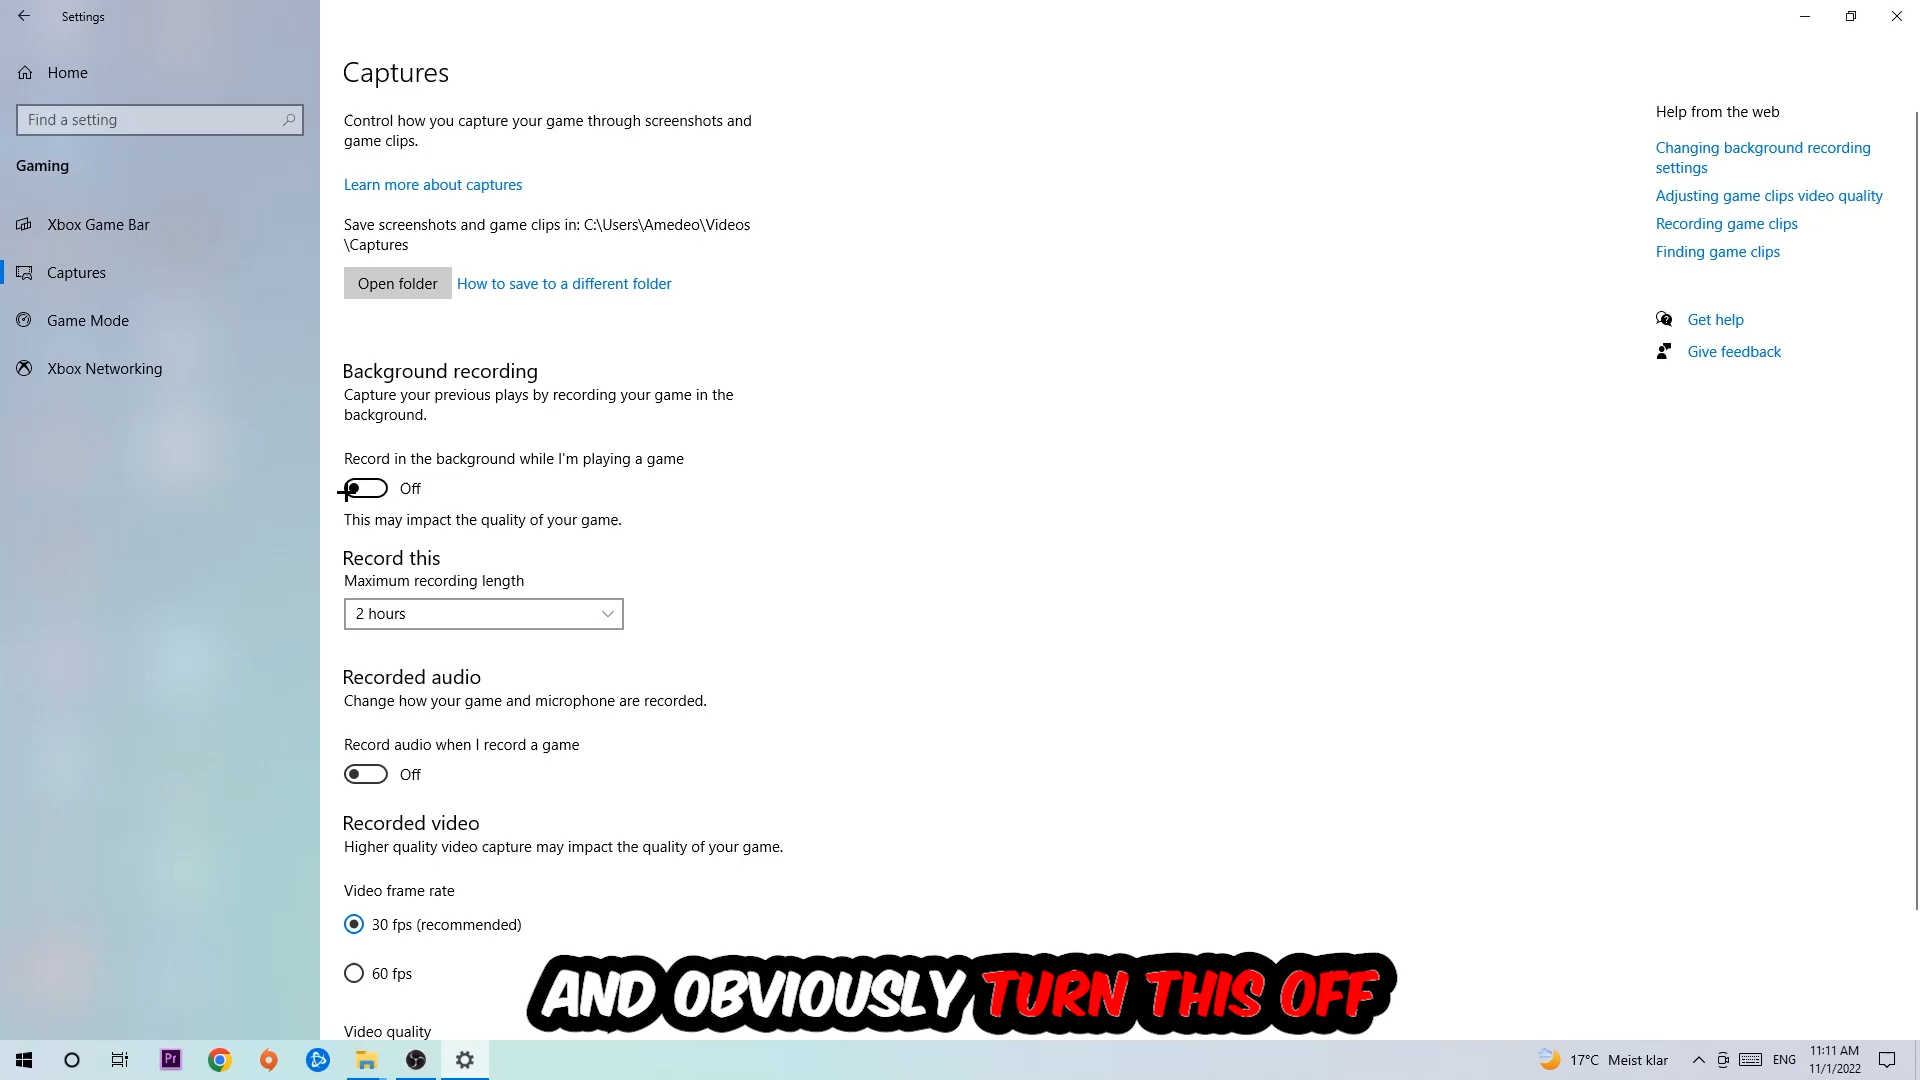 Settings
Home
Find a setting
Gaming
Xbox Game Bar
Captures
Game Mode
Xbox Networking
Captures
Control how you capture your game through screenshots and
game clips.
Learn more about captures
Save screenshots and game clips in: C:\Users\Amedeo\Videos
\Captures
Open folder
How to save to a different folder
Background recording
Capture your previous plays by recording your game in the
background.
Record in the background while I'm playing a game
Off
This may impact the quality of your game.
Record this
Maximum recording length
2 hours
Recorded audio
Change how your game and microphone are recorded.
Record audio when I record a game
Off
Recorded video
Higher quality video capture may impact the quality of your game.
Video frame rate
30 fps (recommended)
60 fps
Video quality
Help from the web
Changing background recording
settings
Adjusting game clips video quality
Recording game clips
Finding game clips
Get help
Give feedback
AND OBVIOUSLY TURN THIS OFF
Pr
17°C Meist klar
ENG
11:11 AM
11/1/2022